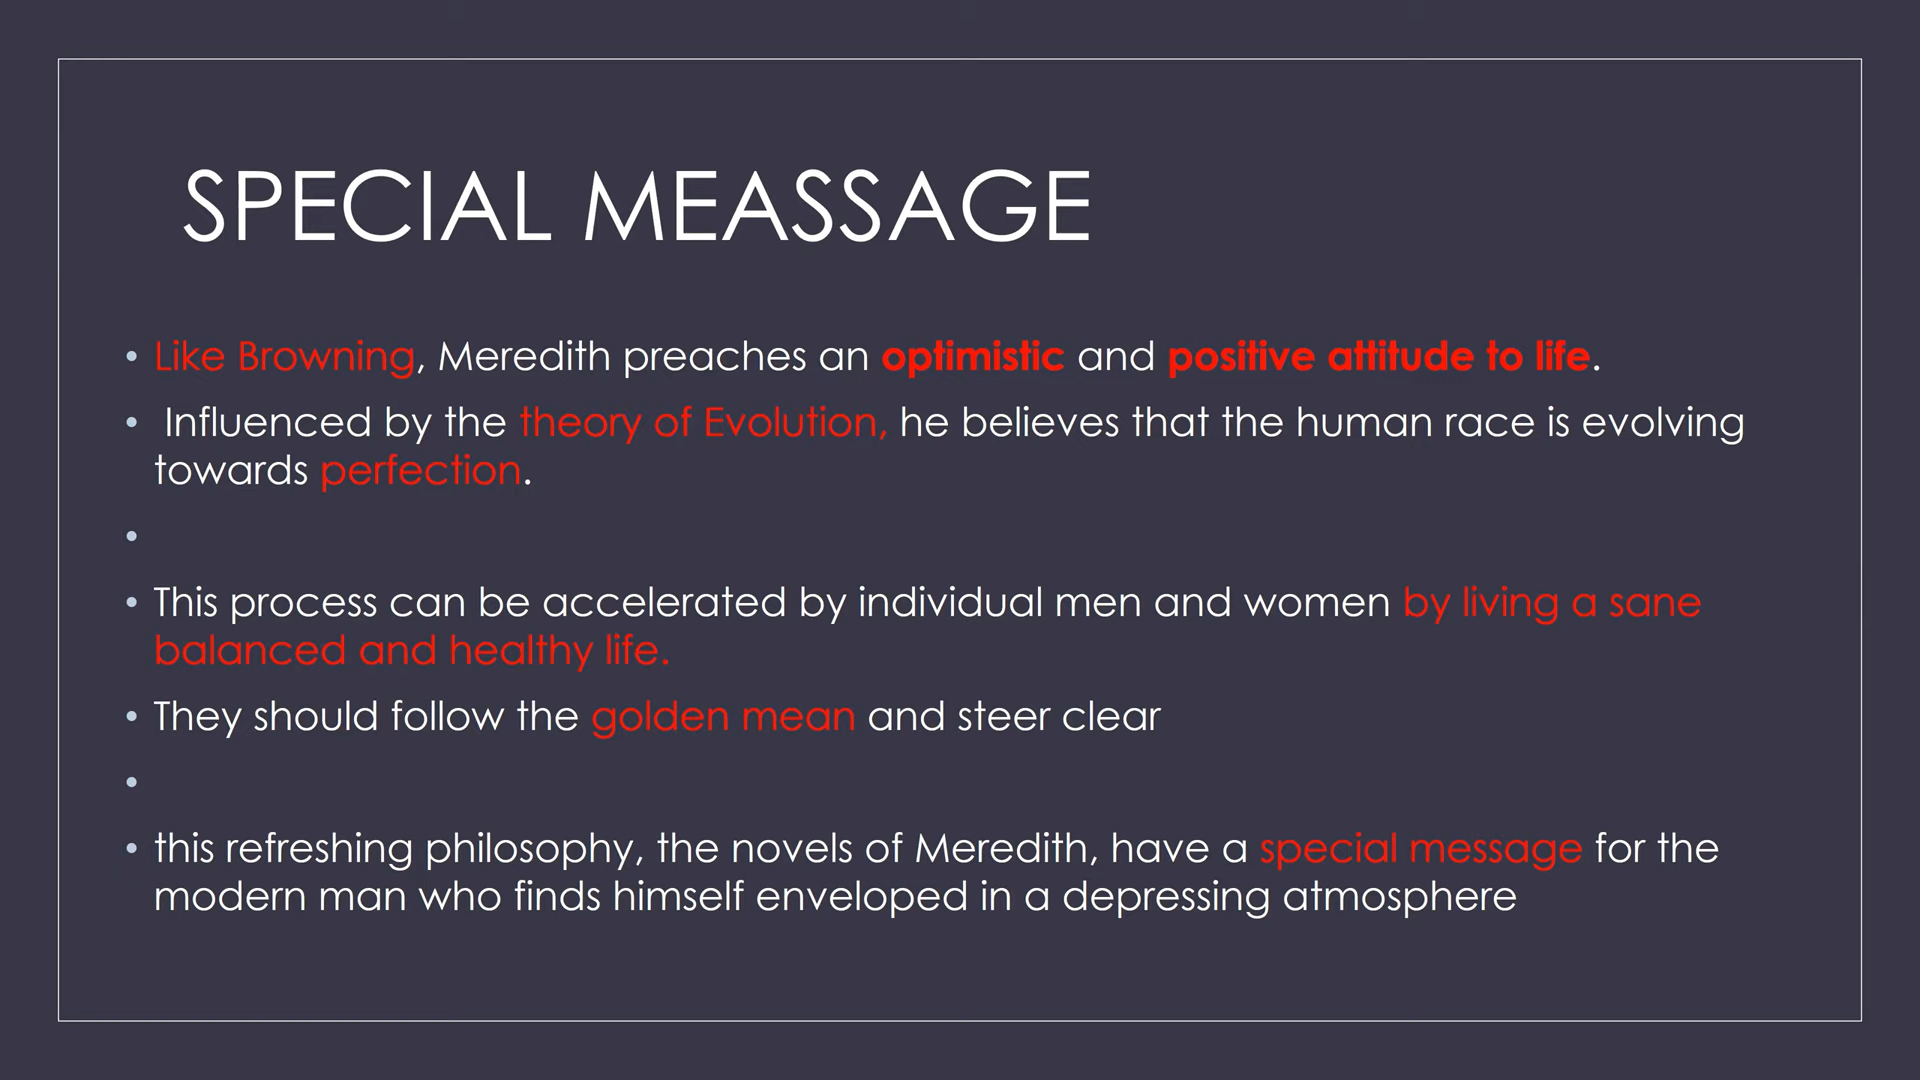 SPECIAL MEASSAGE
• Like Browning, Meredith preaches an optimistic and positive attitude to life.
• Influenced by the theory of Evolution, he believes that the human race is evolving
towards perfection.
•
• This process can be accelerated by individual men and women by living a sane
balanced and healthy life.
• They should follow the golden mean and steer clear
•
• this refreshing philosophy, the novels of Meredith, have a special message for the
modern man who finds himself enveloped in a depressing atmosphere